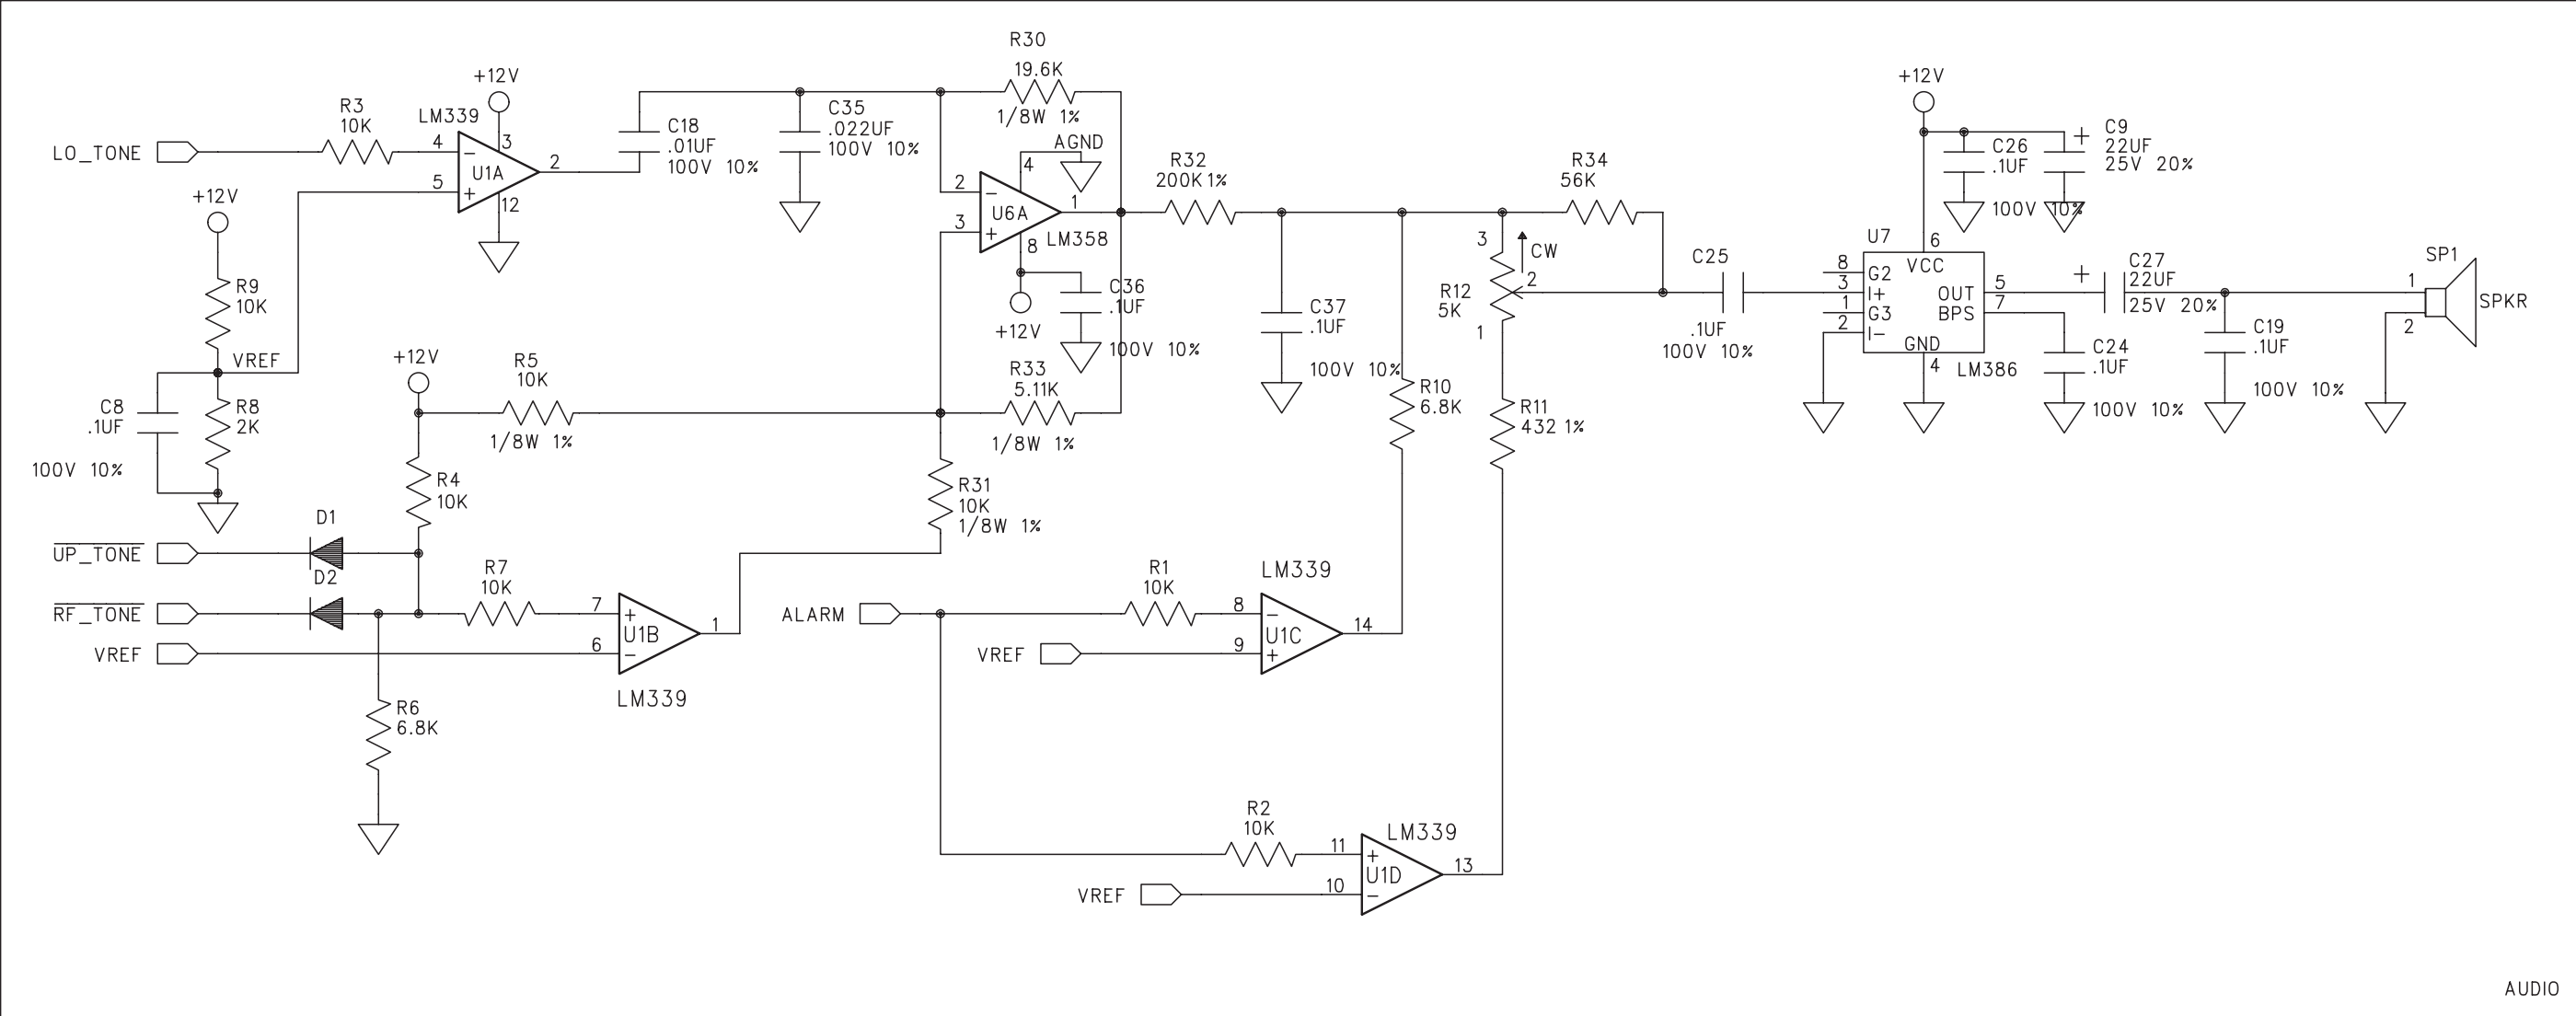 R30
19.6K
1/8W 1%
+12V
LM339
R3
10K
LO_TONE
4
-
3
U1A
2
5
+
12
C18
.01UF
100V 10%
C35
.022UF
100V 10%
AGND
4
2
-
U6A
1
3
+
8
LM358
C36
.1UF
100V 10%
+12V
R32
200K 1%
R34
56K
+12V
C26
.1UF
100V 10%
+
C9
22UF
25V 20%
+12V
R9
10K
VREF
C8
.1UF
100V 10%
R8
2K
+12V
R5
10K
1/8W 1%
R33
5.11K
1/8W 1%
R4
10K
R31
10K
1/8W 1%
C37
.1UF
100V 10%
R10
6.8K
3
CW
2
R12
5K
1
R11
432 1%
C25
.1UF
100V 10%
U7
6
VCC
8
G2
3
I+
1
G3
2
I-
OUT
5
BPS
7
GND
4
LM386
+
C27
22UF
25V 20%
C24
.1UF
100V 10%
C19
.1UF
100V 10%
SP1
1
SPKR
2
D1
UP_TONE
D2
RF_TONE
VREF
R7
10K
7
+
U1B
1
6
-
LM339
R6
6.8K
ALARM
R1
10K
LM339
8
-
U1C
14
VREF
9
+
R2
10K
LM339
11
+
U1D
13
VREF
10
-
AUDIO